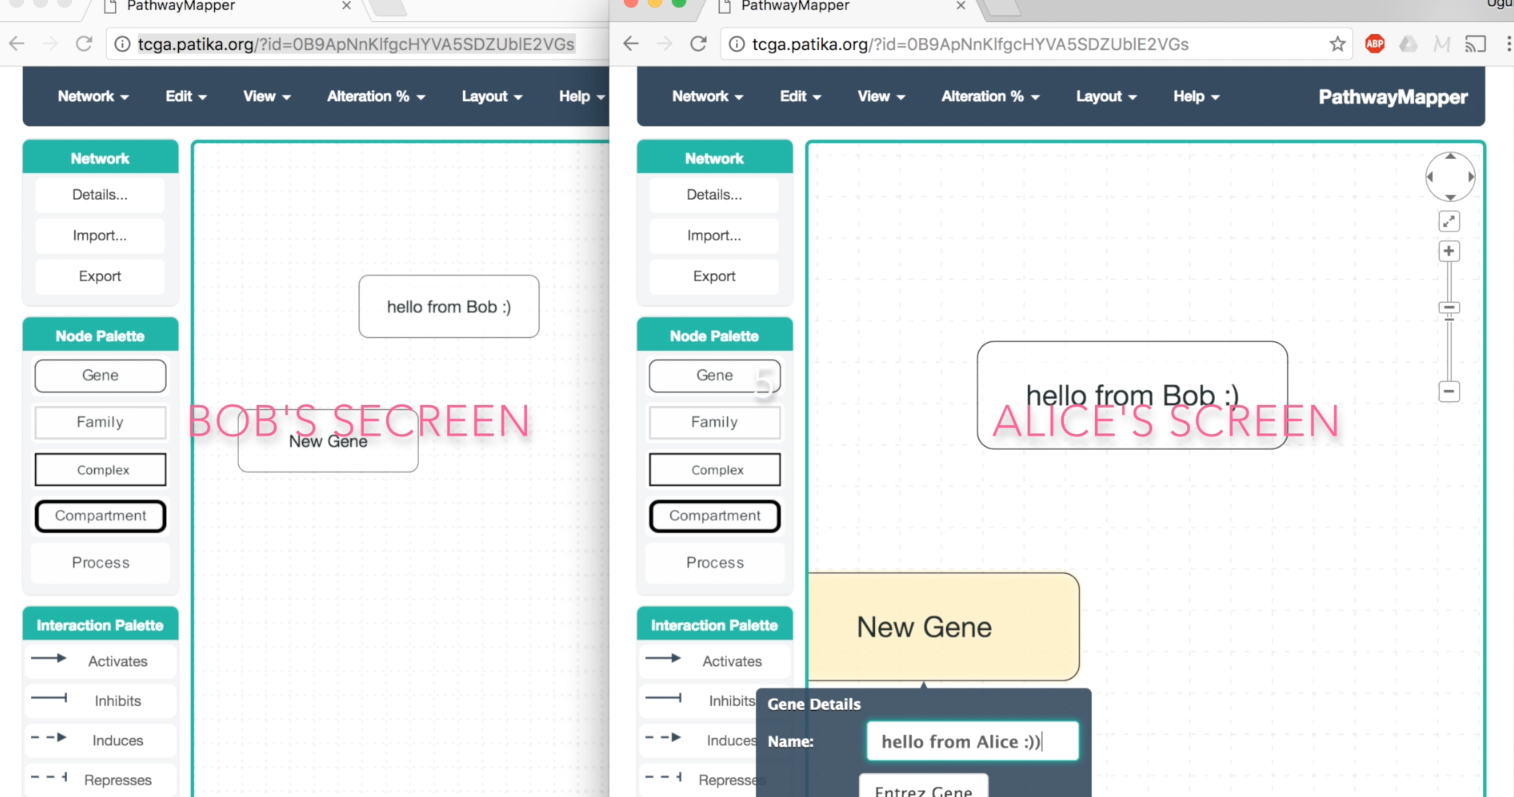 PathwayMapper
tcga.patika.org/?id=0B9ApNnKlfgcHYVA5SDZUblE2VGs
Network
Edit
View
Alteration %
Layout
Help
Network
Details...
Import...
Export
Node Palette
Gene
Family
Complex
Compartment
Process
Interaction Palette
Activates
Inhibits
Induces
Represses
hello from Bob :)
New Gene
BOB'S SECREEN
PathwayMapper
Ugu
tcga.patika.org/?id=0B9ApNnKlfgcHYVA5SDZUblE2VGs
ABP
Network
Edit
View
Alteration %
Layout
Help
PathwayMapper
Network
Details...
Import...
Export
Node Palette
Gene
5
Family
Complex
Compartment
Process
Interaction Palette
Activates
Inhibits
Induces
Represses
hello from Bob :)
ALICE'S SCREEN
New Gene
Gene Details
Name:
hello from Alice :))
Entrez Gene